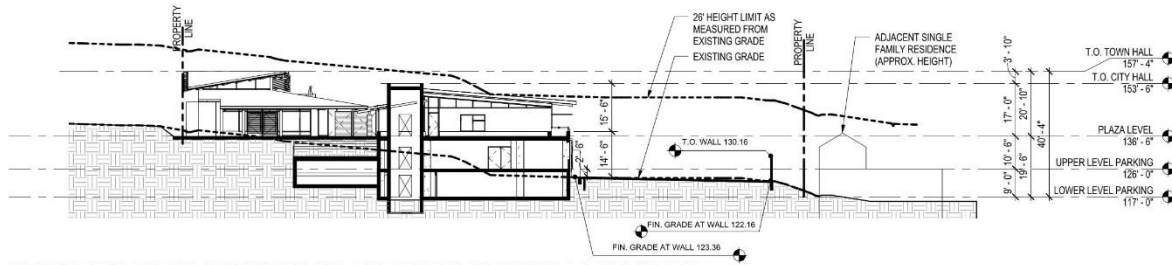 PROPERTY
LINE
26' HEIGHT LIMIT AS
MEASURED FROM
EXISTING GRADE
EXISTING GRADE
PROPERTY
LINE
ADJACENT SINGLE
FAMILY RESIDENCE
(APPROX. HEIGHT)
3' - 10"
T.O. TOWN HALL
157' - 4"
T.O. CITY HALL
153' - 6"
15' - 6"
17' - 0"
20' - 10"
40' - 4"
PLAZA LEVEL
136' - 6"
T.O. WALL 130.16
2' - 6"
14' - 6"
10' - 6"
19' - 6"
UPPER LEVEL PARKING
126' - 0"
9' - 0"
LOWER LEVEL PARKING
117' - 0"
FIN. GRADE AT WALL 122.16
FIN. GRADE AT WALL 123.36